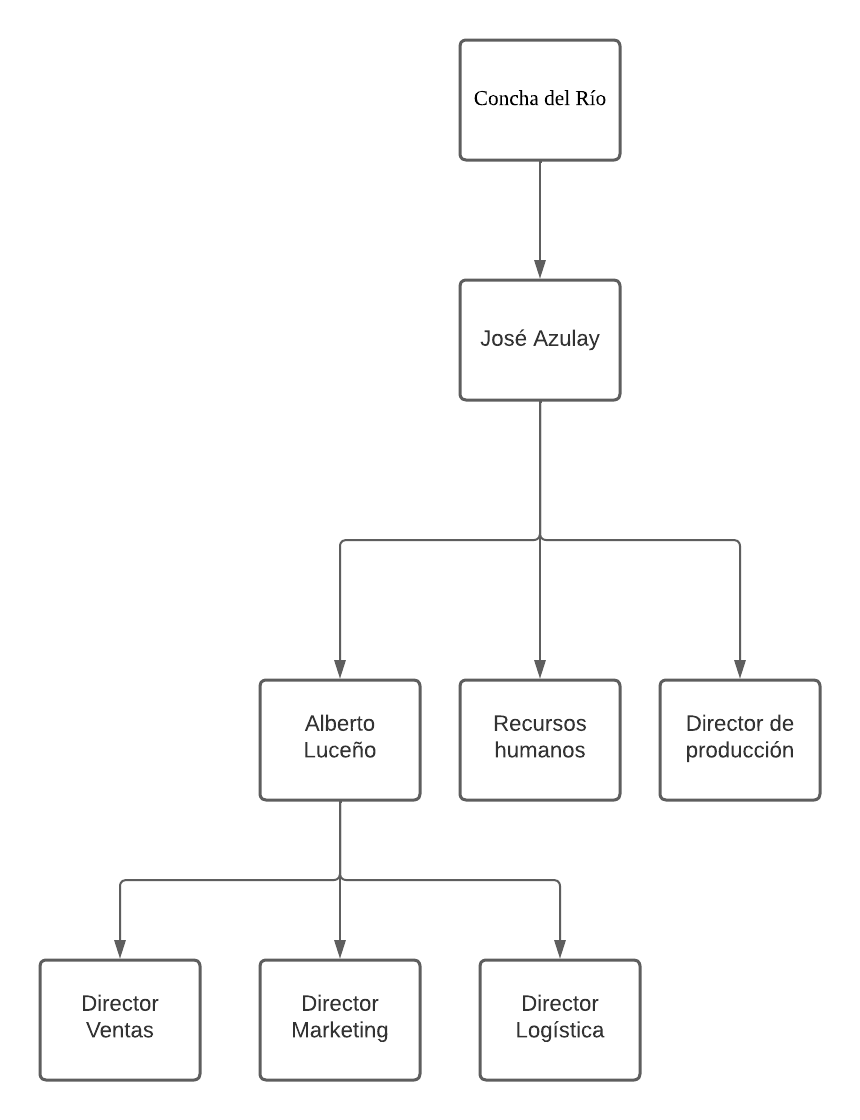 Concha del Río
José Azulay
Alberto
Luceño
Recursos
humanos
Director de
producción
Director
Ventas
Director
Marketing
Director
Logística